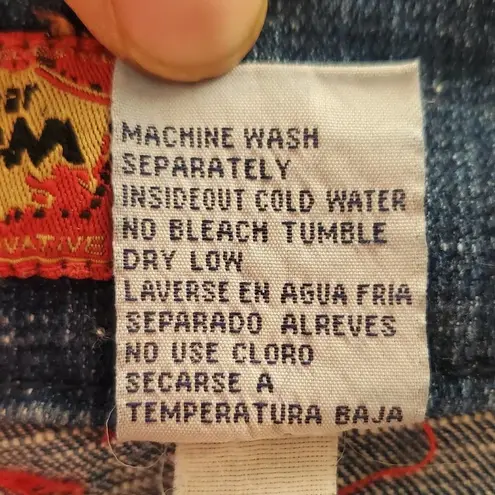 ar
MACHINE WASH
SEPARATELY
INSIDEOUT COLD WATER
NO BLEACH TUMBLE
DRY LOW
LAVERSE EN AGUA FRIA
SEPARADO ALREVES
NO USE CLORO
SECARSE A
TEMPERATURA BAJA